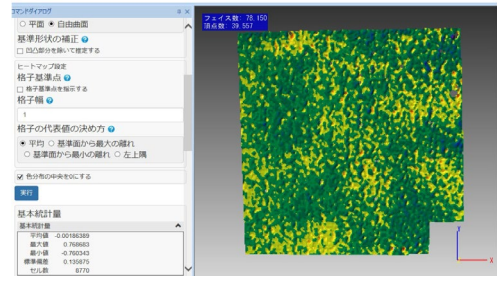 コマンドダイアログ
平面 自由曲面
基準形状の補正
凹凸部分を除いて推定する
ヒートマップ設定
格子基準点
格子基準点を指示する
格子幅
1
格子の代表値の決め方
平均 基準面から最大の離れ
基準面から最小の離れ 左上隅
色分布の中央を0にする
実行
基本統計量
基本統計量
平均値 -0.00186389
最大値 0.768683
最小値 -0.760343
標準偏差 0.135875
セル数 6770
フェイス数: 78,150
頂点数: 39,557
Y
X